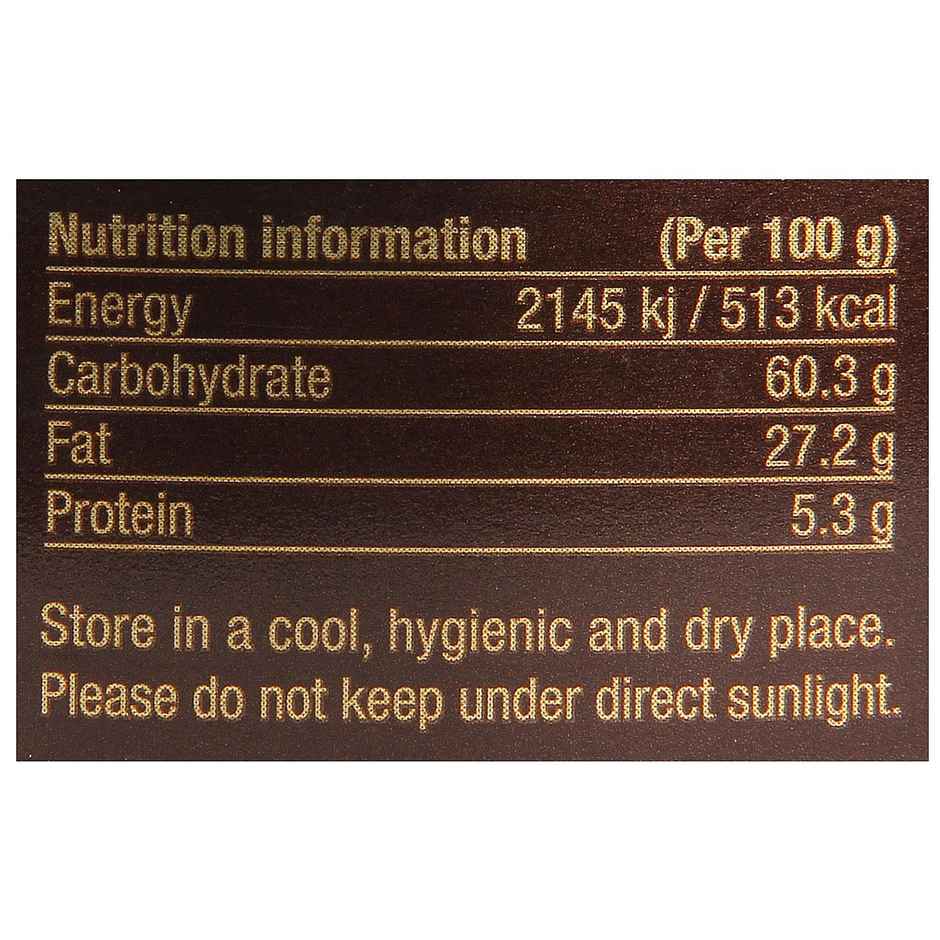 Nutrition information (Per 100 g)
Energy 2145 kj / 513 kcal
Carbohydrate 60.3 g
Fat 27.2 g
Protein 5.3 g
Store in a cool, hygienic and dry place.
Please do not keep under direct sunlight.